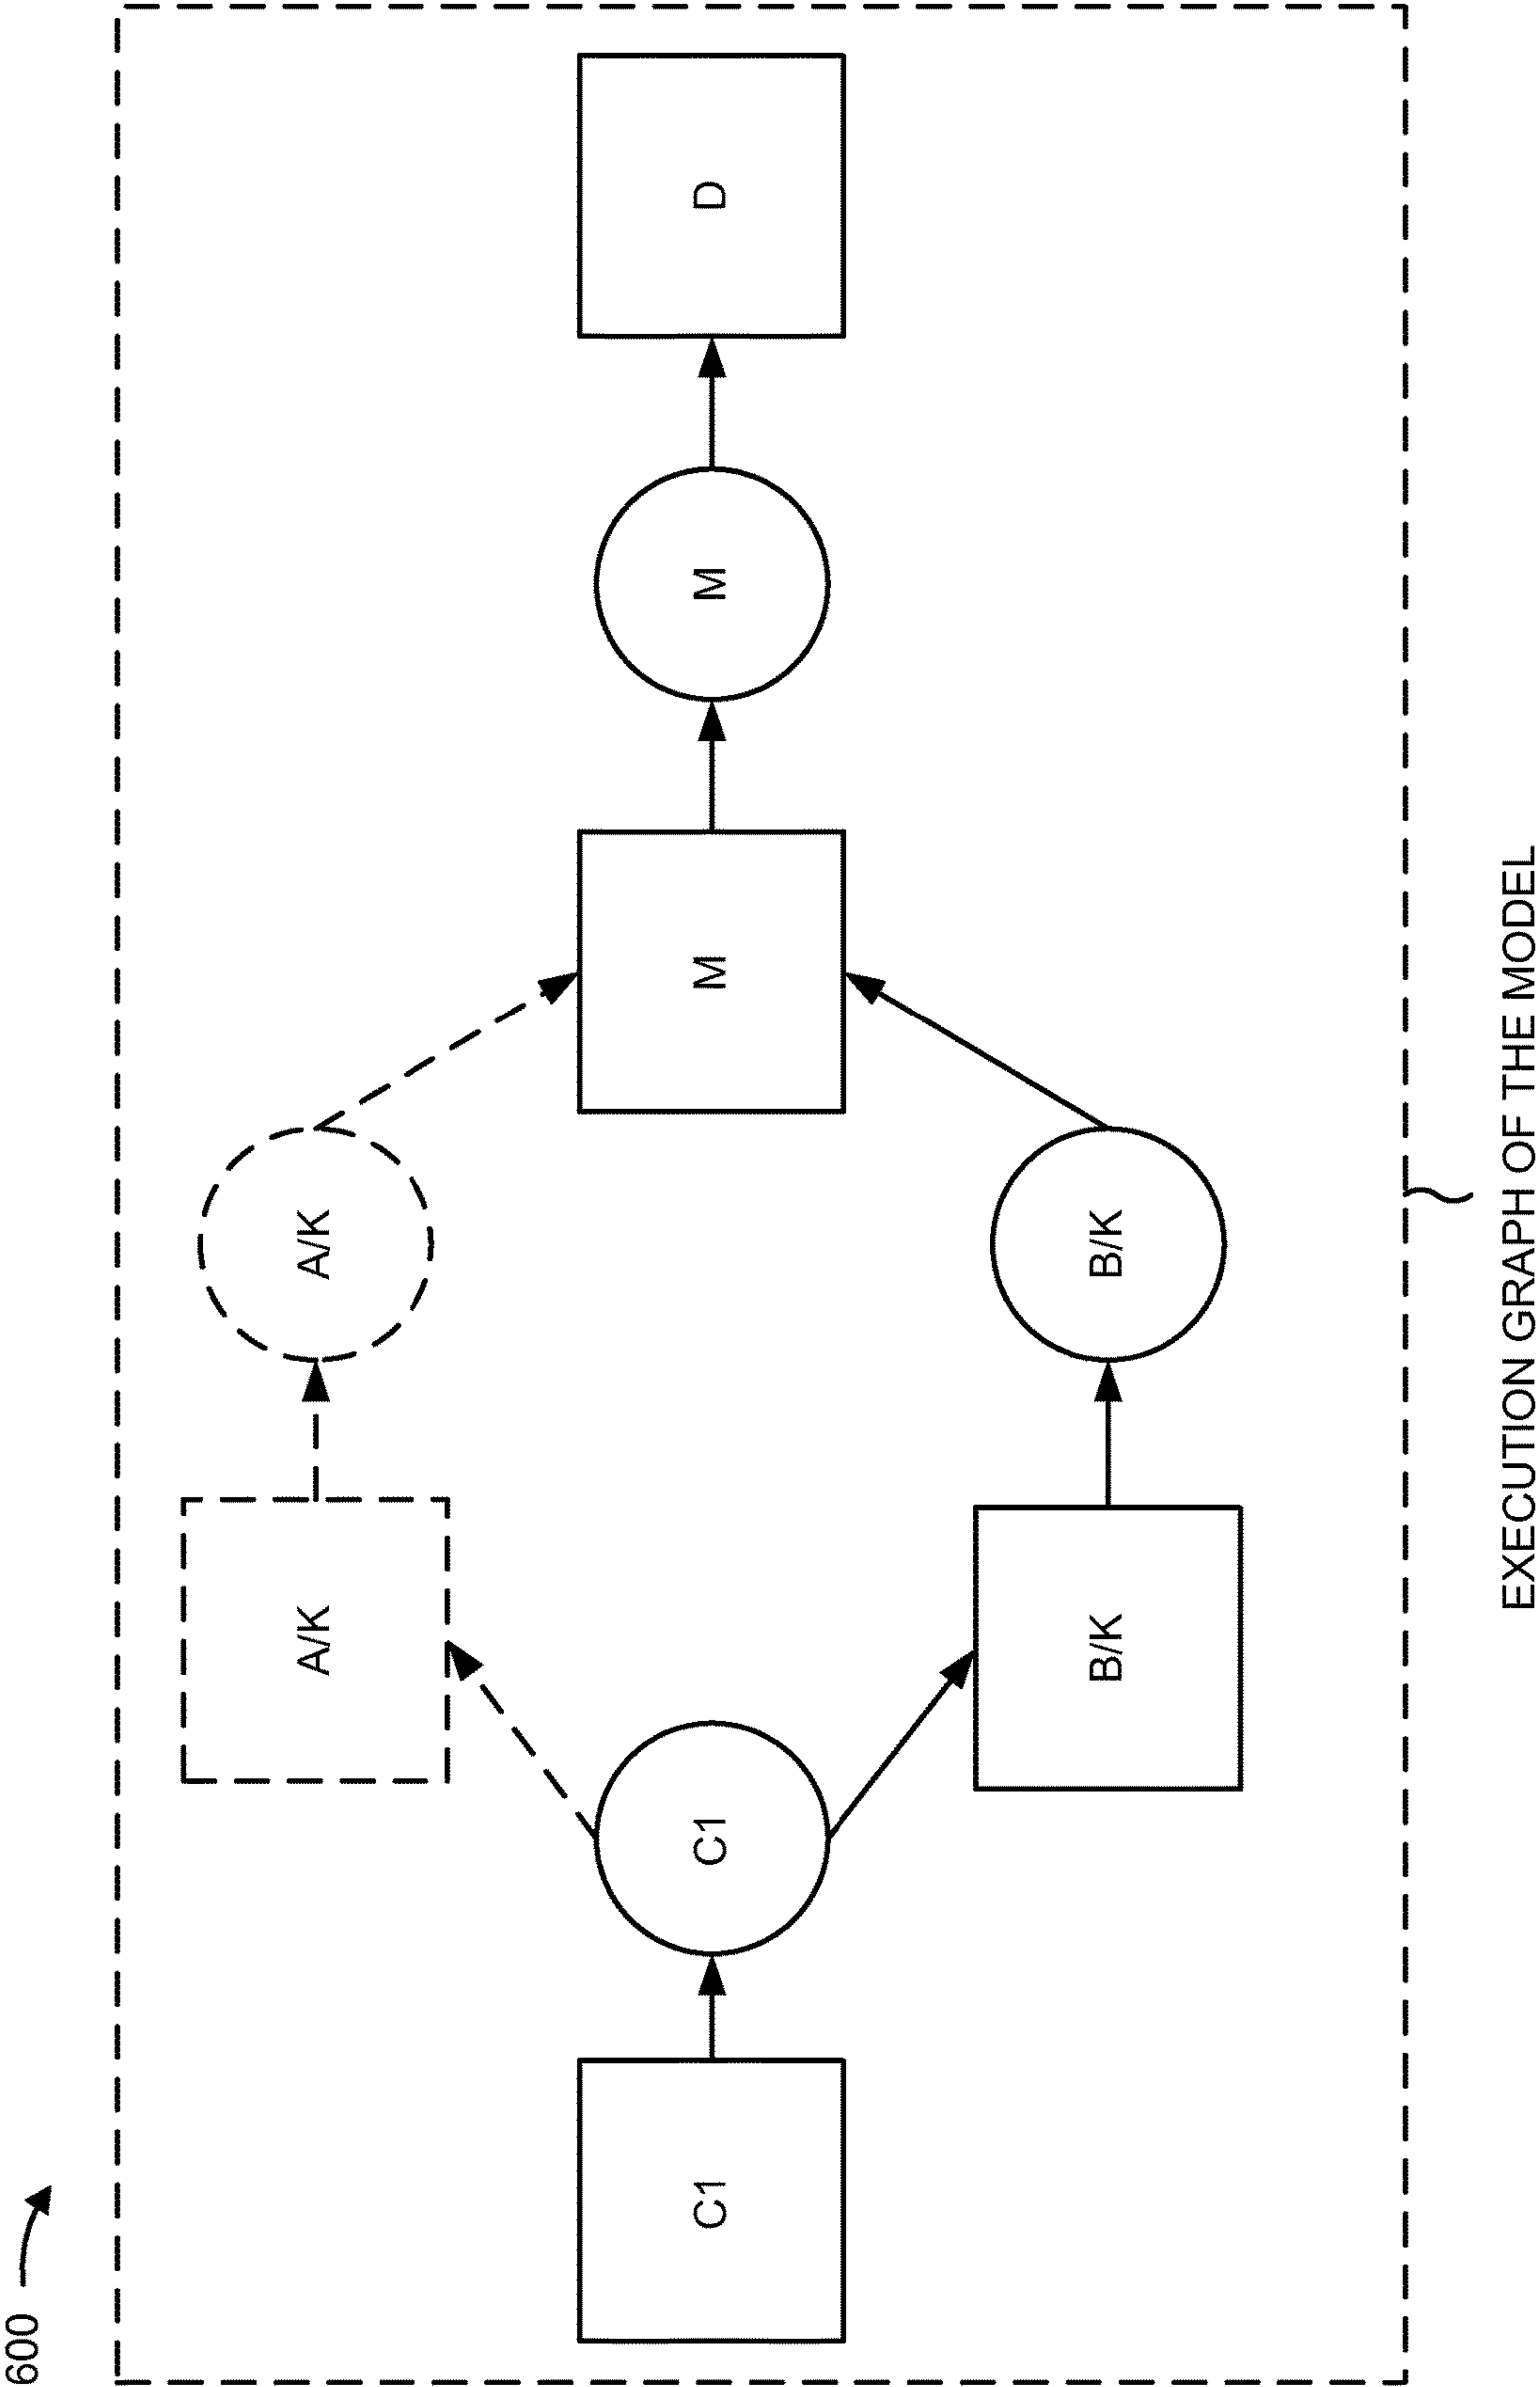 600
A/K
A/K
C1
C1
M
M
D
B/K
B/K
EXECUTION GRAPH OF THE MODEL